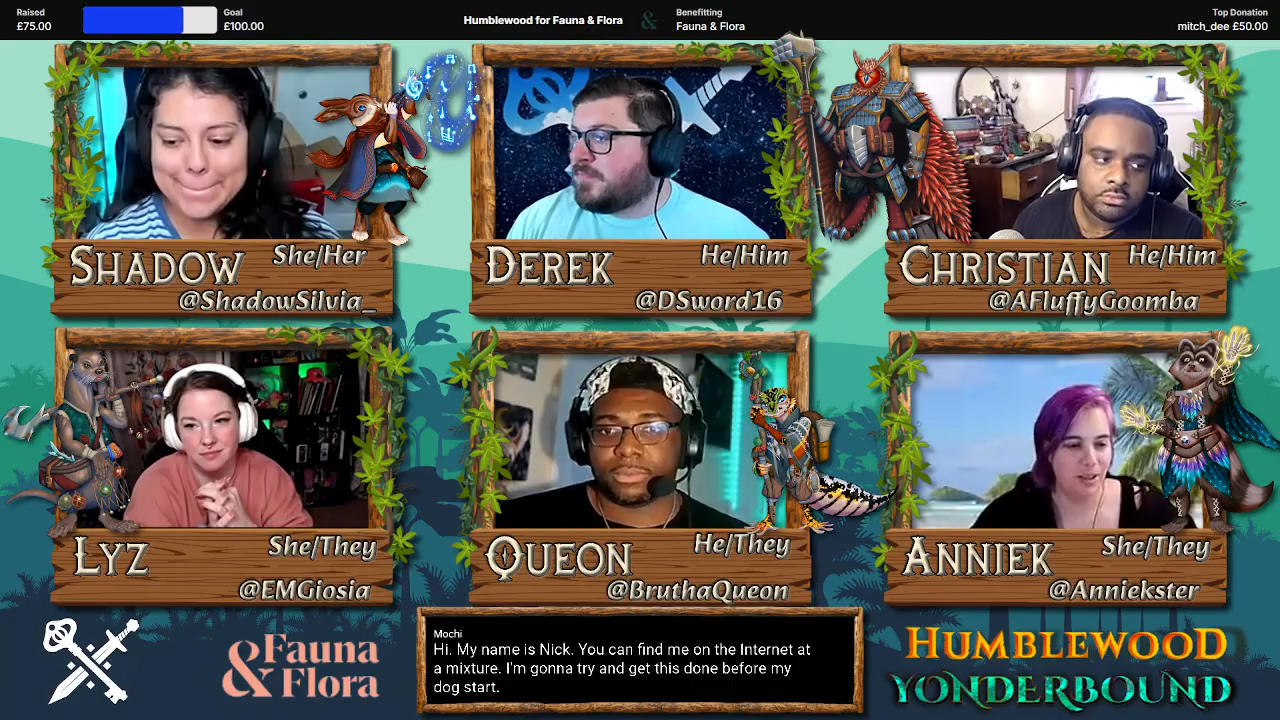 Raised
£75.00
Goal
£100.00
Humblewood for Fauna & Flora
&
Benefitting
Fauna & Flora
Top Donation
mitch_dee £50.00
SHADOW She/Her
@ShadowSilvia_
DEREK He/Him
@DSword16
CHRISTIAN He/Him
@AFluffyGoomba
LYZ She/They
@EMGiosia
QUEON He/They
@BruthaQueon
ANNIEK She/They
@Anniekster
Fauna
& Flora
Mochi
Hi. My name is Nick. You can find me on the Internet at
a mixture. I'm gonna try and get this done before my
dog start.
HUMBLEWOOD
YONDERBOUND